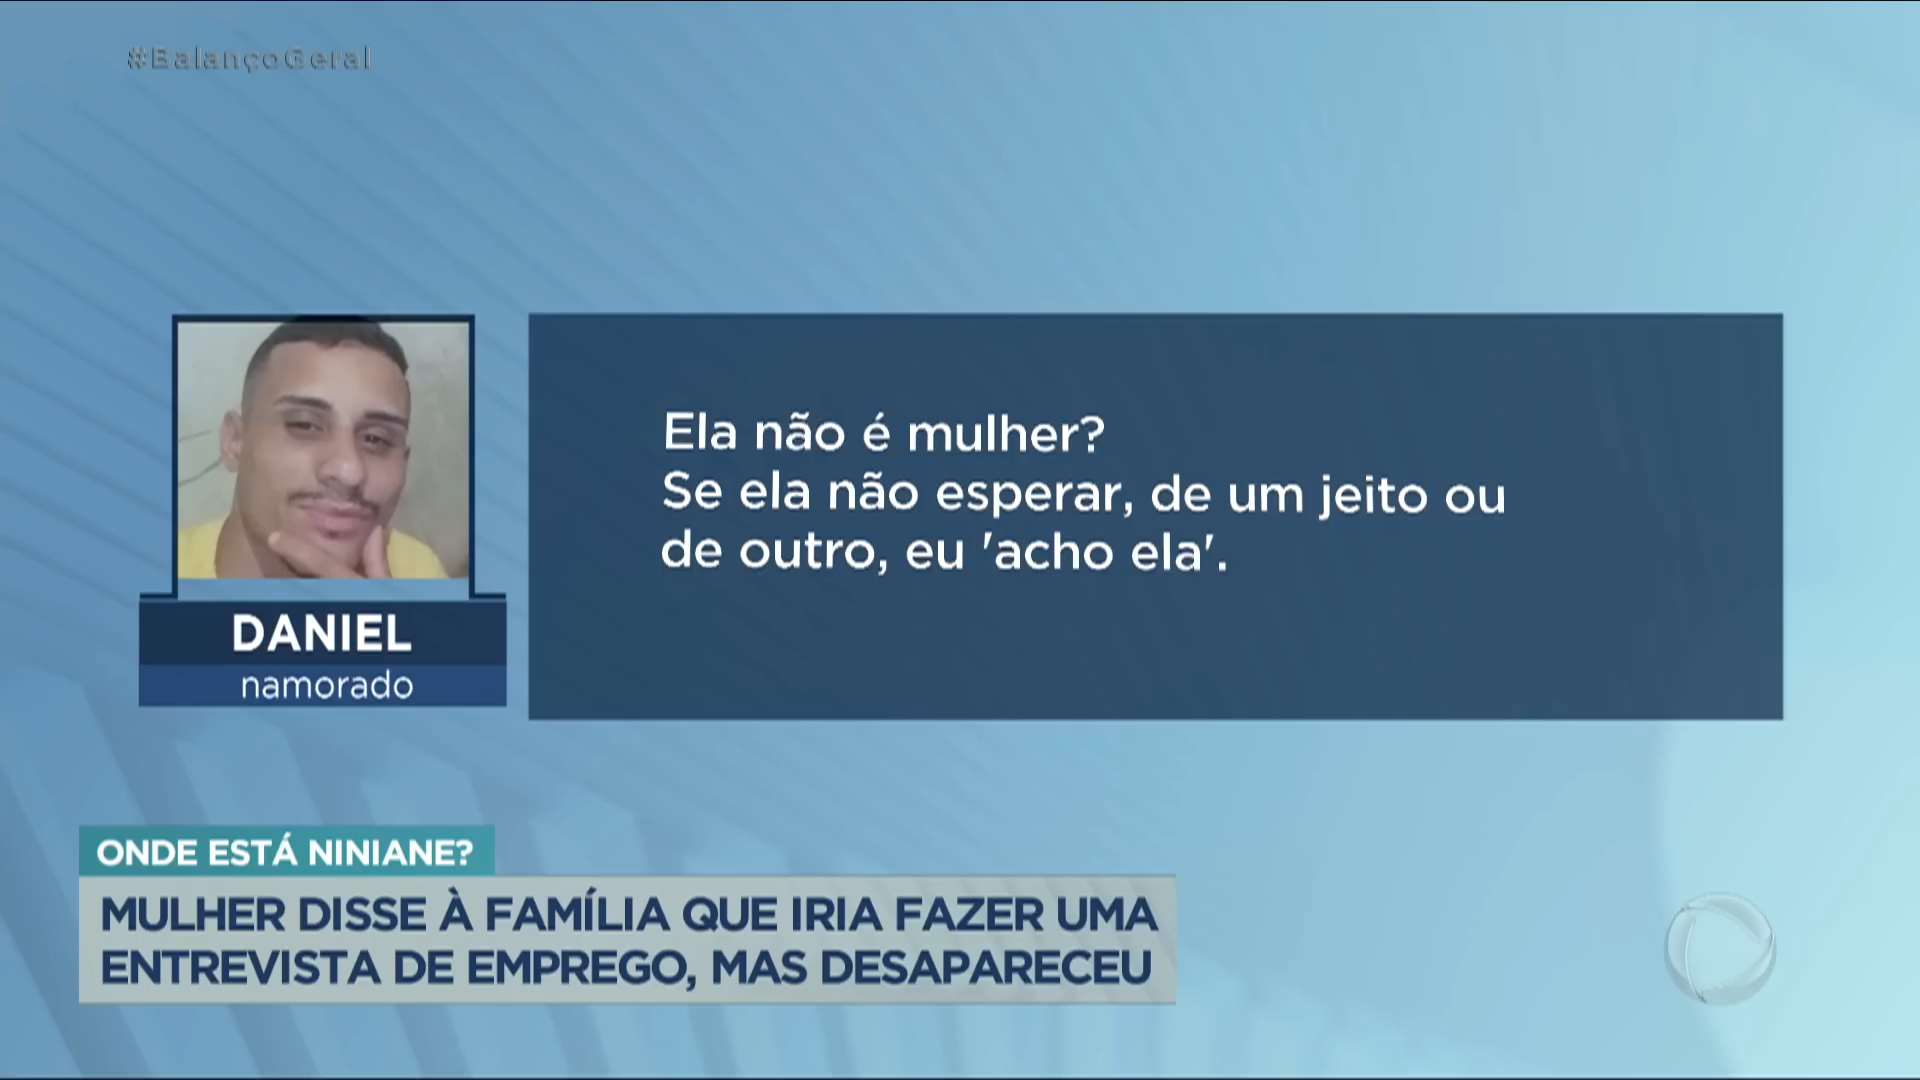 #BalançoGeral
Ela não é mulher?
Se ela não esperar, de um jeito ou
de outro, eu 'acho ela'.
DANIEL
namorado
ONDE ESTÁ NINIANE?
MULHER DISSE À FAMÍLIA QUE IRIA FAZER UMA
ENTREVISTA DE EMPREGO, MAS DESAPARECEU